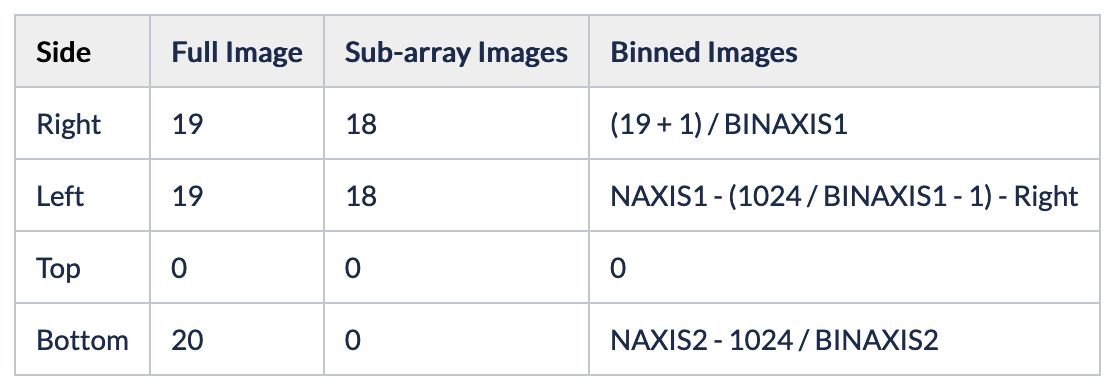 Side Full Image Sub-array Images Binned Images
Right 19 18 (19 + 1) / BINAXIS1
Left 19 18 NAXIS1 - (1024 / BINAXIS1 - 1) - Right
Top 0 0 0
Bottom 20 0 NAXIS2 - 1024 / BINAXIS2